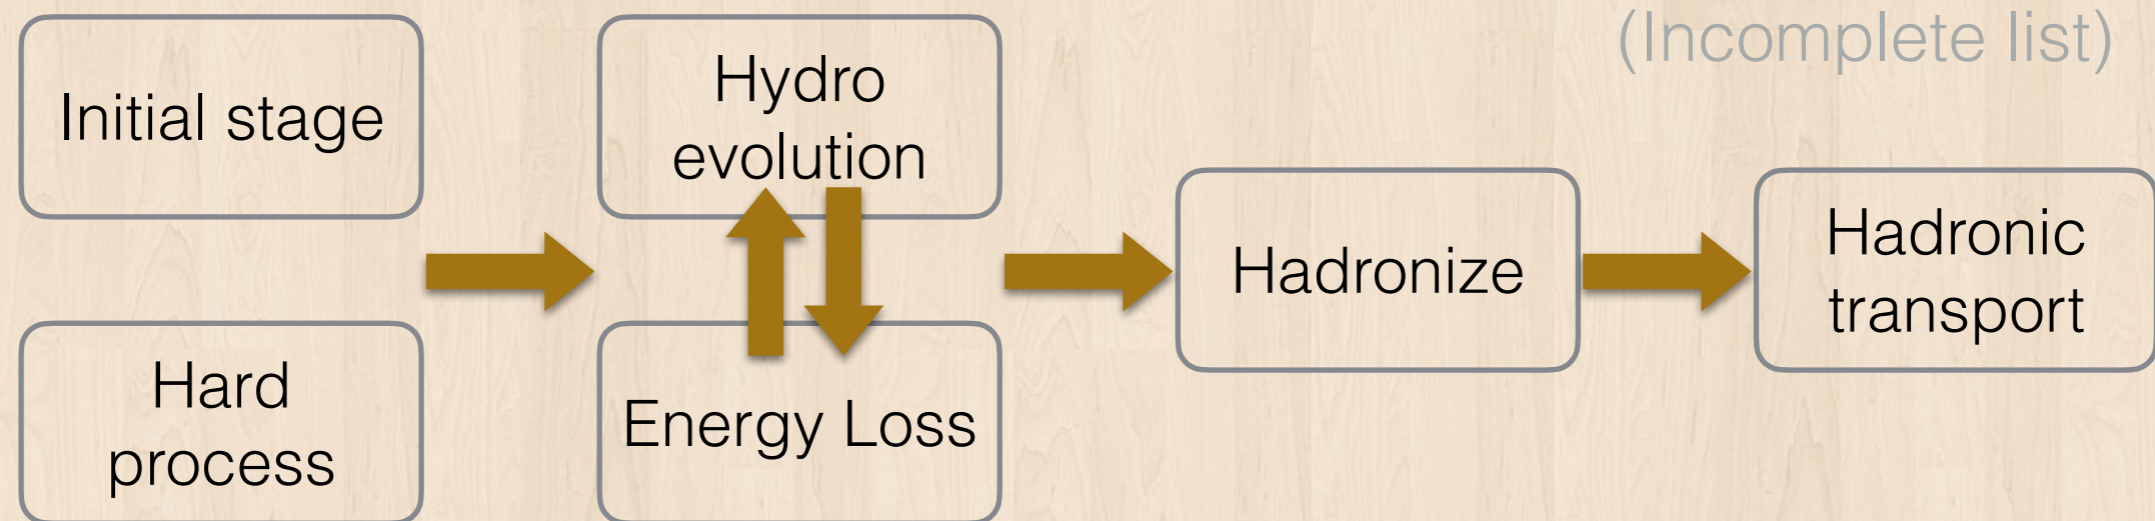 (Incomplete list)
Initial stage
Hydro
evolution
Hard
process
Energy Loss
Hadronize
Hadronic
transport